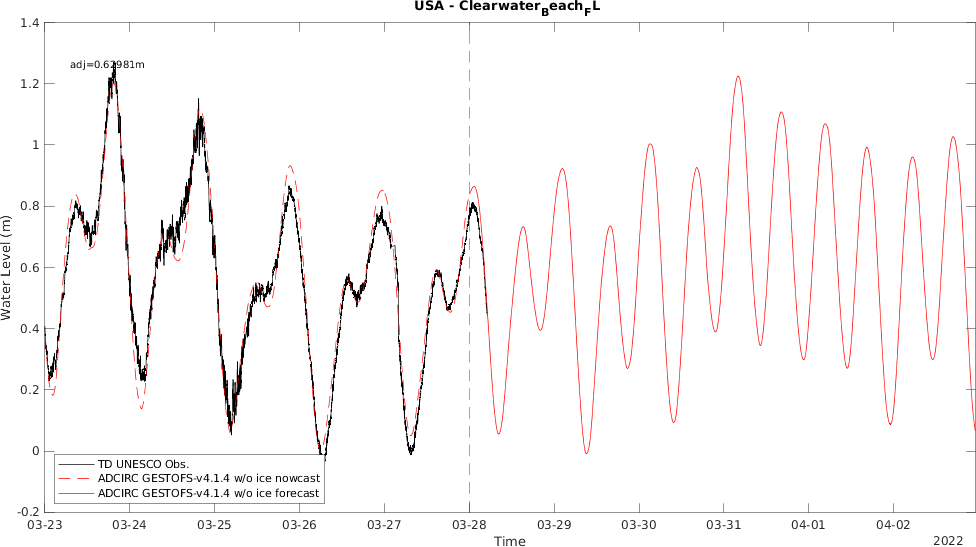 USA - Clearwater_Beach_FL
1.4
1.2
1
0.8
0.6
0.4
0.2
0
-0.2
Water Level (m)
adj=0.62981m
TD UNESCO Obs.
ADCIRC GESTOFS-v4.1.4 w/o ice nowcast
ADCIRC GESTOFS-v4.1.4 w/o ice forecast
03-23 03-24 03-25 03-26 03-27 03-28 03-29 03-30 03-31 04-01 04-02
Time
2022